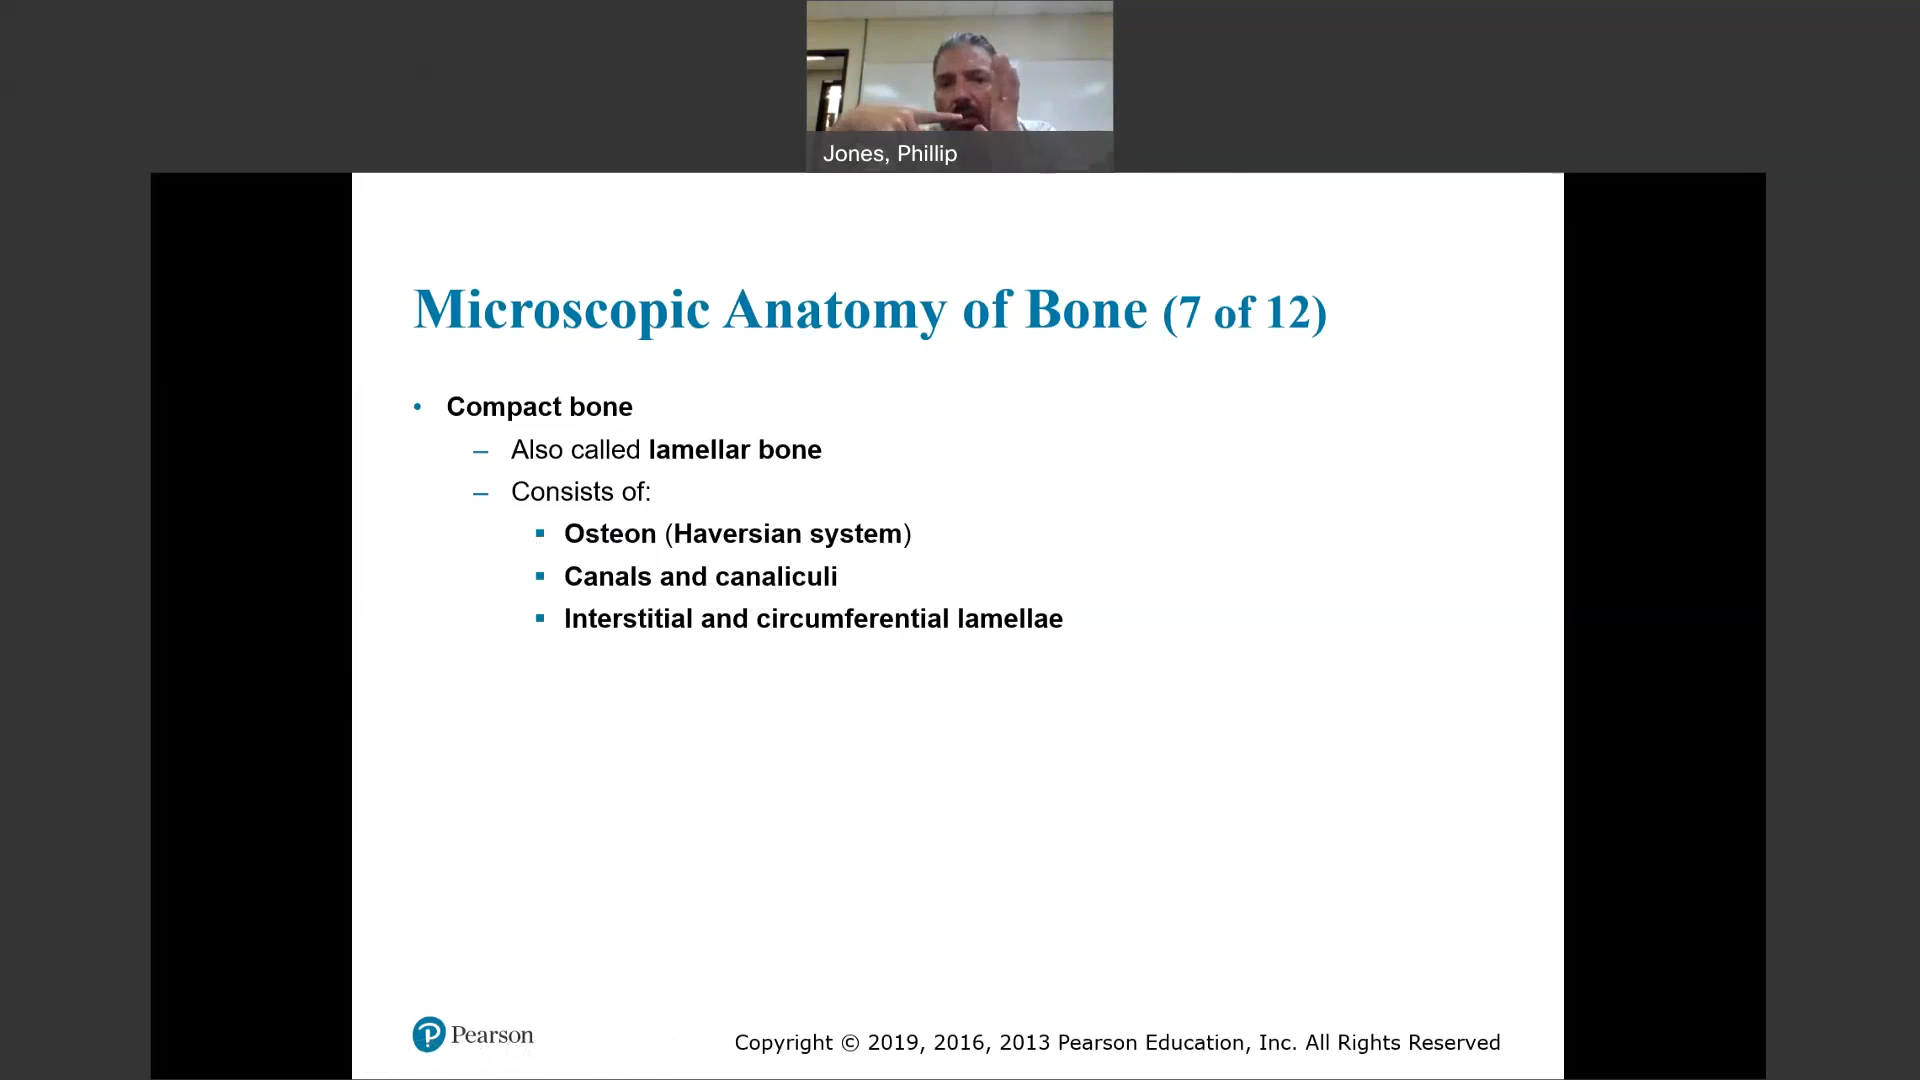 Jones, Phillip
Microscopic Anatomy of Bone (7 of 12)
• Compact bone
– Also called lamellar bone
– Consists of:
▪ Osteon (Haversian system)
▪ Canals and canaliculi
▪ Interstitial and circumferential lamellae
Pearson
Copyright © 2019, 2016, 2013 Pearson Education, Inc. All Rights Reserved